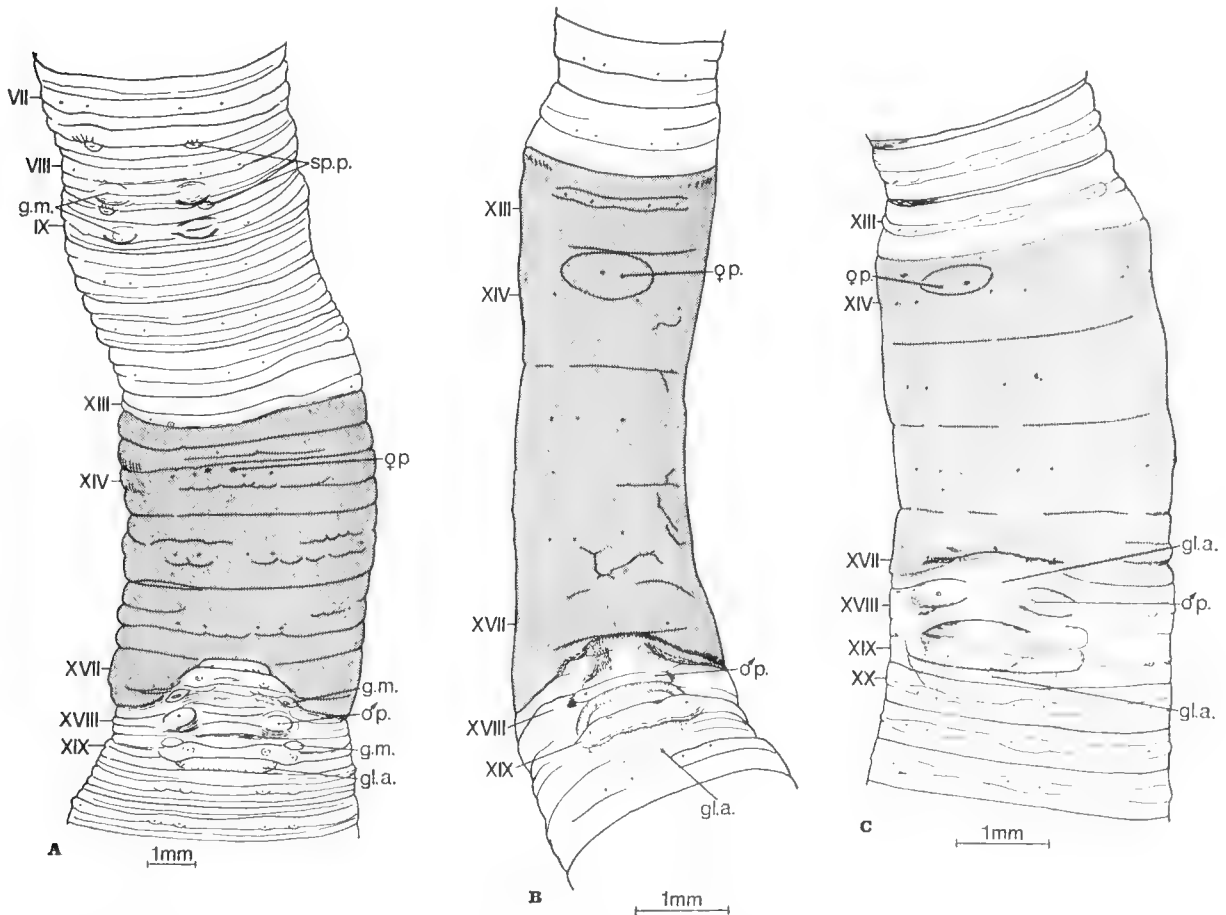 VII
VIII
sp.p.
g.m.
IX
XIII
♀p
XIV
XVII
g.m.
XVIII
♂p.
XIX
g.m.
gl.a.
A
1mm
XIII
♀p.
XIV
XVII
♂p.
XVIII
XIX
gl.a.
B
1mm
XIII
♀p.
XIV
gl.a.
XVII
XVIII
♂p.
XIX
XX
gl.a.
C
1mm